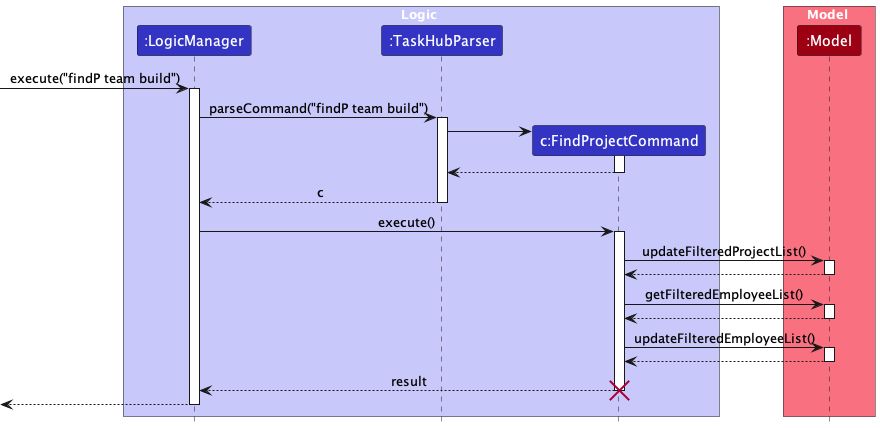 Logic
Model
:LogicManager
:TaskHubParser
:Model
execute("findP team build")
parseCommand("findP team build")
c:FindProjectCommand
c
execute()
updateFilteredProjectList()
getFilteredEmployeeList()
updateFilteredEmployeeList()
result